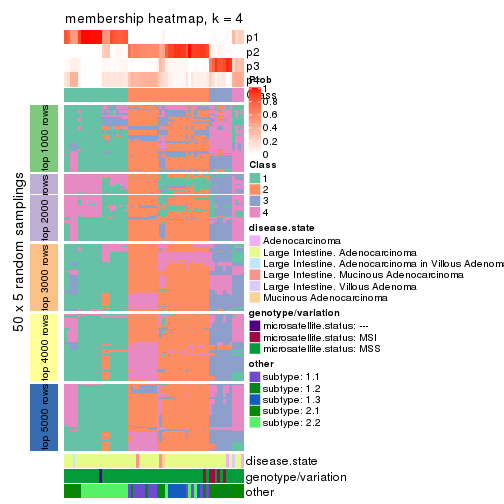 membership heatmap, k = 4
p1
p2
p3
p4
Class
Prob
1
0.8
0.6
0.4
0.2
0
Class
1
2
3
4
disease.state
Adenocarcinoma
Large Intestine. Adenocarcinoma
Large Intestine. Adenocarcinoma in Villous Adenom
Large Intestine. Mucinous Adenocarcinoma
Large Intestine. Villous Adenoma
Mucinous Adenocarcinoma
genotype/variation
microsatellite.status: ---
microsatellite.status: MSI
microsatellite.status: MSS
other
subtype: 1.1
subtype: 1.2
subtype: 1.3
subtype: 2.1
subtype: 2.2
50 x 5 random samplings
top 1000 rows
top 2000 rows
top 3000 rows
top 4000 rows
top 5000 rows
disease.state
genotype/variation
other